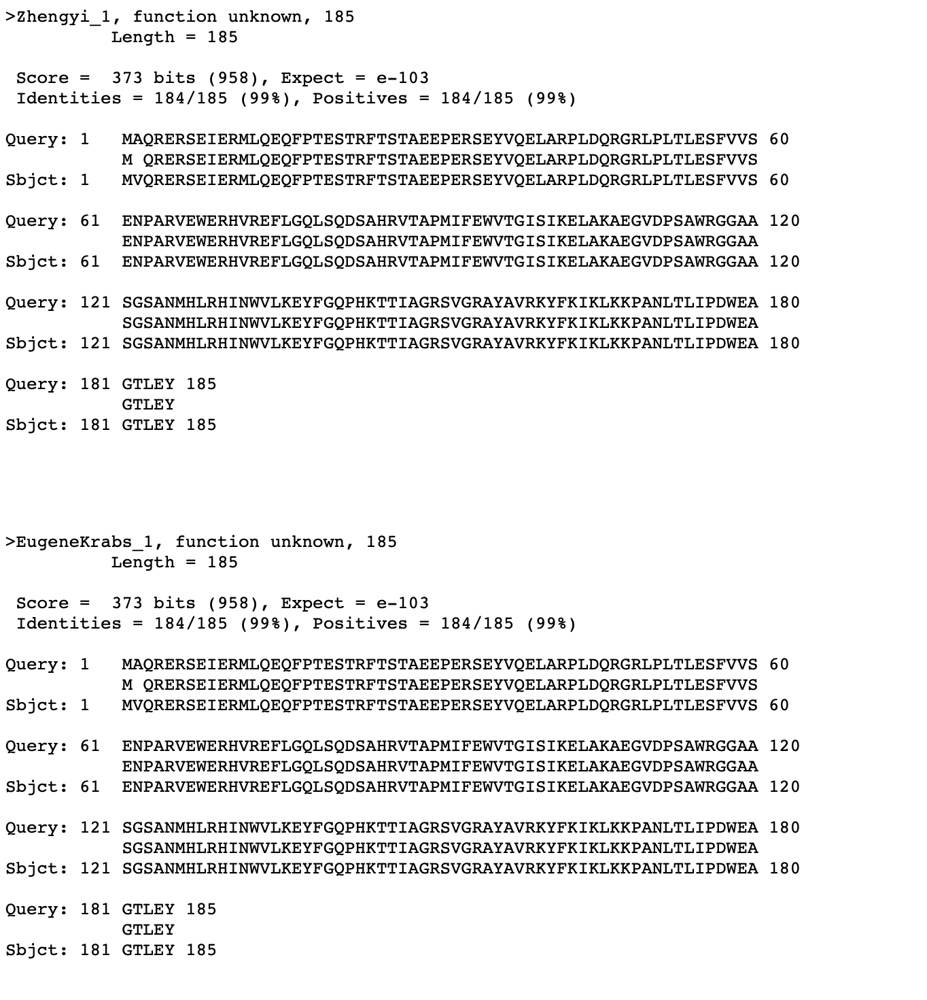 >Zhengyi_1, function unknown, 185
Length = 185
Score = 373 bits (958), Expect = e-103
Identities = 184/185 (99%), Positives = 184/185 (99%)
Query: 1 MAQRERSEIERMLQEQFPTESTRFTSTAEEPERSEYVQELARPLDQRGRLPLTLESFVVS 60
M QRERSEIERMLQEQFPTESTRFTSTAEEPERSEYVQELARPLDQRGRLPLTLESFVVS
Sbjct: 1 MVQRERSEIERMLQEQFPTESTRFTSTAEEPERSEYVQELARPLDQRGRLPLTLESFVVS 60
Query: 61 ENPARVEWERHVREFLGQLSQDSAHRVTAPMIFEWVTGISIKELAKAEGVDPSAWRGGAA 120
ENPARVEWERHVREFLGQLSQDSAHRVTAPMIFEWVTGISIKELAKAEGVDPSAWRGGAA
Sbjct: 61 ENPARVEWERHVREFLGQLSQDSAHRVTAPMIFEWVTGISIKELAKAEGVDPSAWRGGAA 120
Query: 121 SGSANMHLRHINWVLKEYFGQPHKTTIAGRSVGRAYAVRKYFKIKLKKPANLTLIPDWEA 180
SGSANMHLRHINWVLKEYFGQPHKTTIAGRSVGRAYAVRKYFKIKLKKPANLTLIPDWEA
Sbjct: 121 SGSANMHLRHINWVLKEYFGQPHKTTIAGRSVGRAYAVRKYFKIKLKKPANLTLIPDWEA 180
Query: 181 GTLEY 185
GTLEY
Sbjct: 181 GTLEY 185
>EugeneKrabs_1, function unknown, 185
Length = 185
Score = 373 bits (958), Expect = e-103
Identities = 184/185 (99%), Positives = 184/185 (99%)
Query: 1 MAQRERSEIERMLQEQFPTESTRFTSTAEEPERSEYVQELARPLDQRGRLPLTLESFVVS 60
M QRERSEIERMLQEQFPTESTRFTSTAEEPERSEYVQELARPLDQRGRLPLTLESFVVS
Sbjct: 1 MVQRERSEIERMLQEQFPTESTRFTSTAEEPERSEYVQELARPLDQRGRLPLTLESFVVS 60
Query: 61 ENPARVEWERHVREFLGQLSQDSAHRVTAPMIFEWVTGISIKELAKAEGVDPSAWRGGAA 120
ENPARVEWERHVREFLGQLSQDSAHRVTAPMIFEWVTGISIKELAKAEGVDPSAWRGGAA
Sbjct: 61 ENPARVEWERHVREFLGQLSQDSAHRVTAPMIFEWVTGISIKELAKAEGVDPSAWRGGAA 120
Query: 121 SGSANMHLRHINWVLKEYFGQPHKTTIAGRSVGRAYAVRKYFKIKLKKPANLTLIPDWEA 180
SGSANMHLRHINWVLKEYFGQPHKTTIAGRSVGRAYAVRKYFKIKLKKPANLTLIPDWEA
Sbjct: 121 SGSANMHLRHINWVLKEYFGQPHKTTIAGRSVGRAYAVRKYFKIKLKKPANLTLIPDWEA 180
Query: 181 GTLEY 185
GTLEY
Sbjct: 181 GTLEY 185